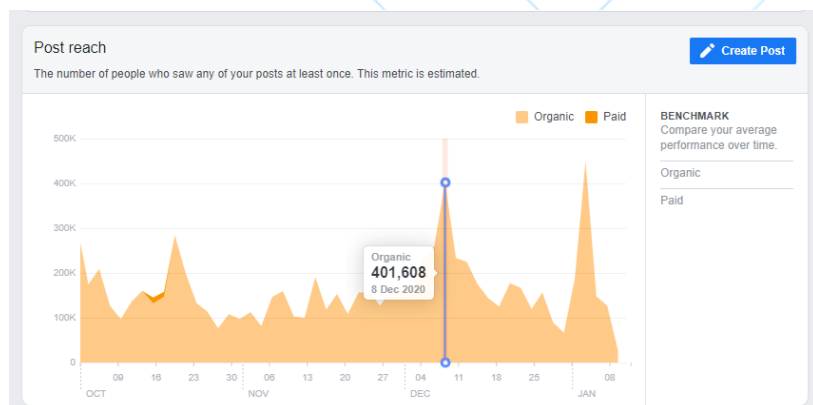 Post reach
Create Post
The number of people who saw any of your posts at least once. This metric is estimated.
Organic Paid
BENCHMARK
Compare your average
performance over time.
Organic
Paid
500K
400K
300K
200K
100K
0
Organic
401,608
8 Dec 2020
09 16 23 30 06 13 20 27 04 11 18 25 08
OCT NOV DEC JAN